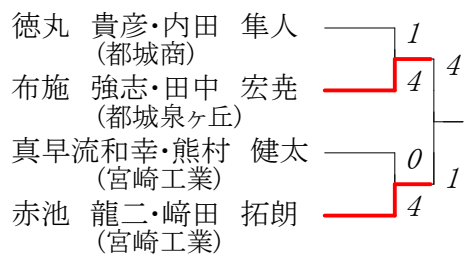 徳丸 貴彦・内田 隼人
(都城商)
布施 強志・田中 宏尭
(都城泉ヶ丘)
真早流和幸・熊村 健太
(宮崎工業)
赤池 龍二・﨑田 拓朗
(宮崎工業)
1
4
4
0
4
1